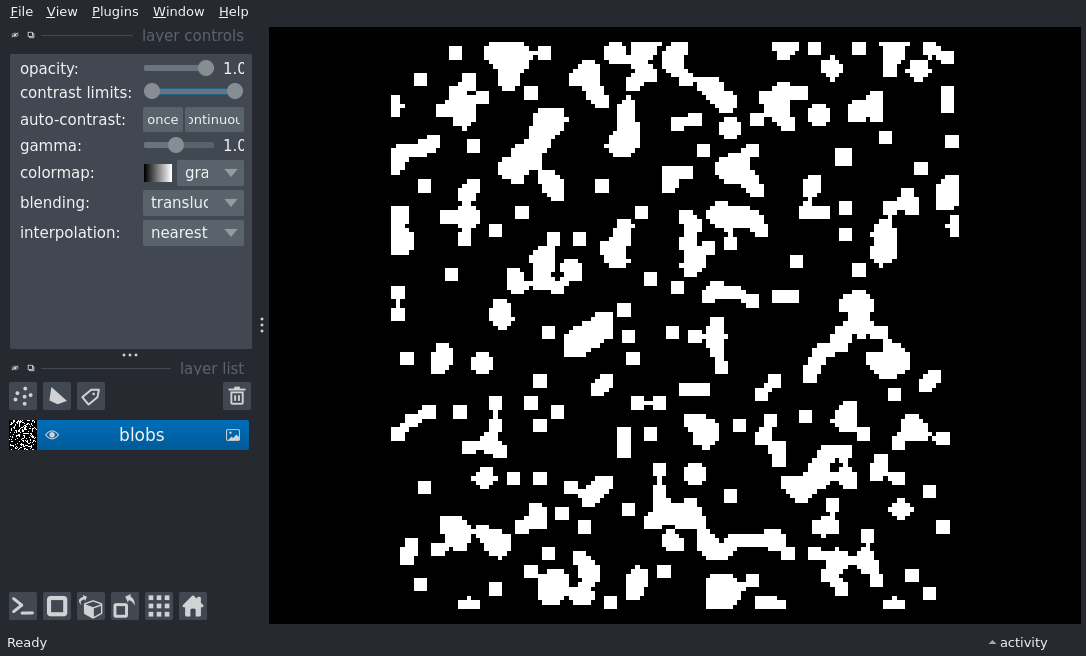 File View Plugins Window Help
layer controls
opacity: 1.0
contrast limits:
auto-contrast: once ontinuou
gamma: 1.0
colormap: gra
blending: transluc
interpolation: nearest
layer list
blobs
Ready
activity